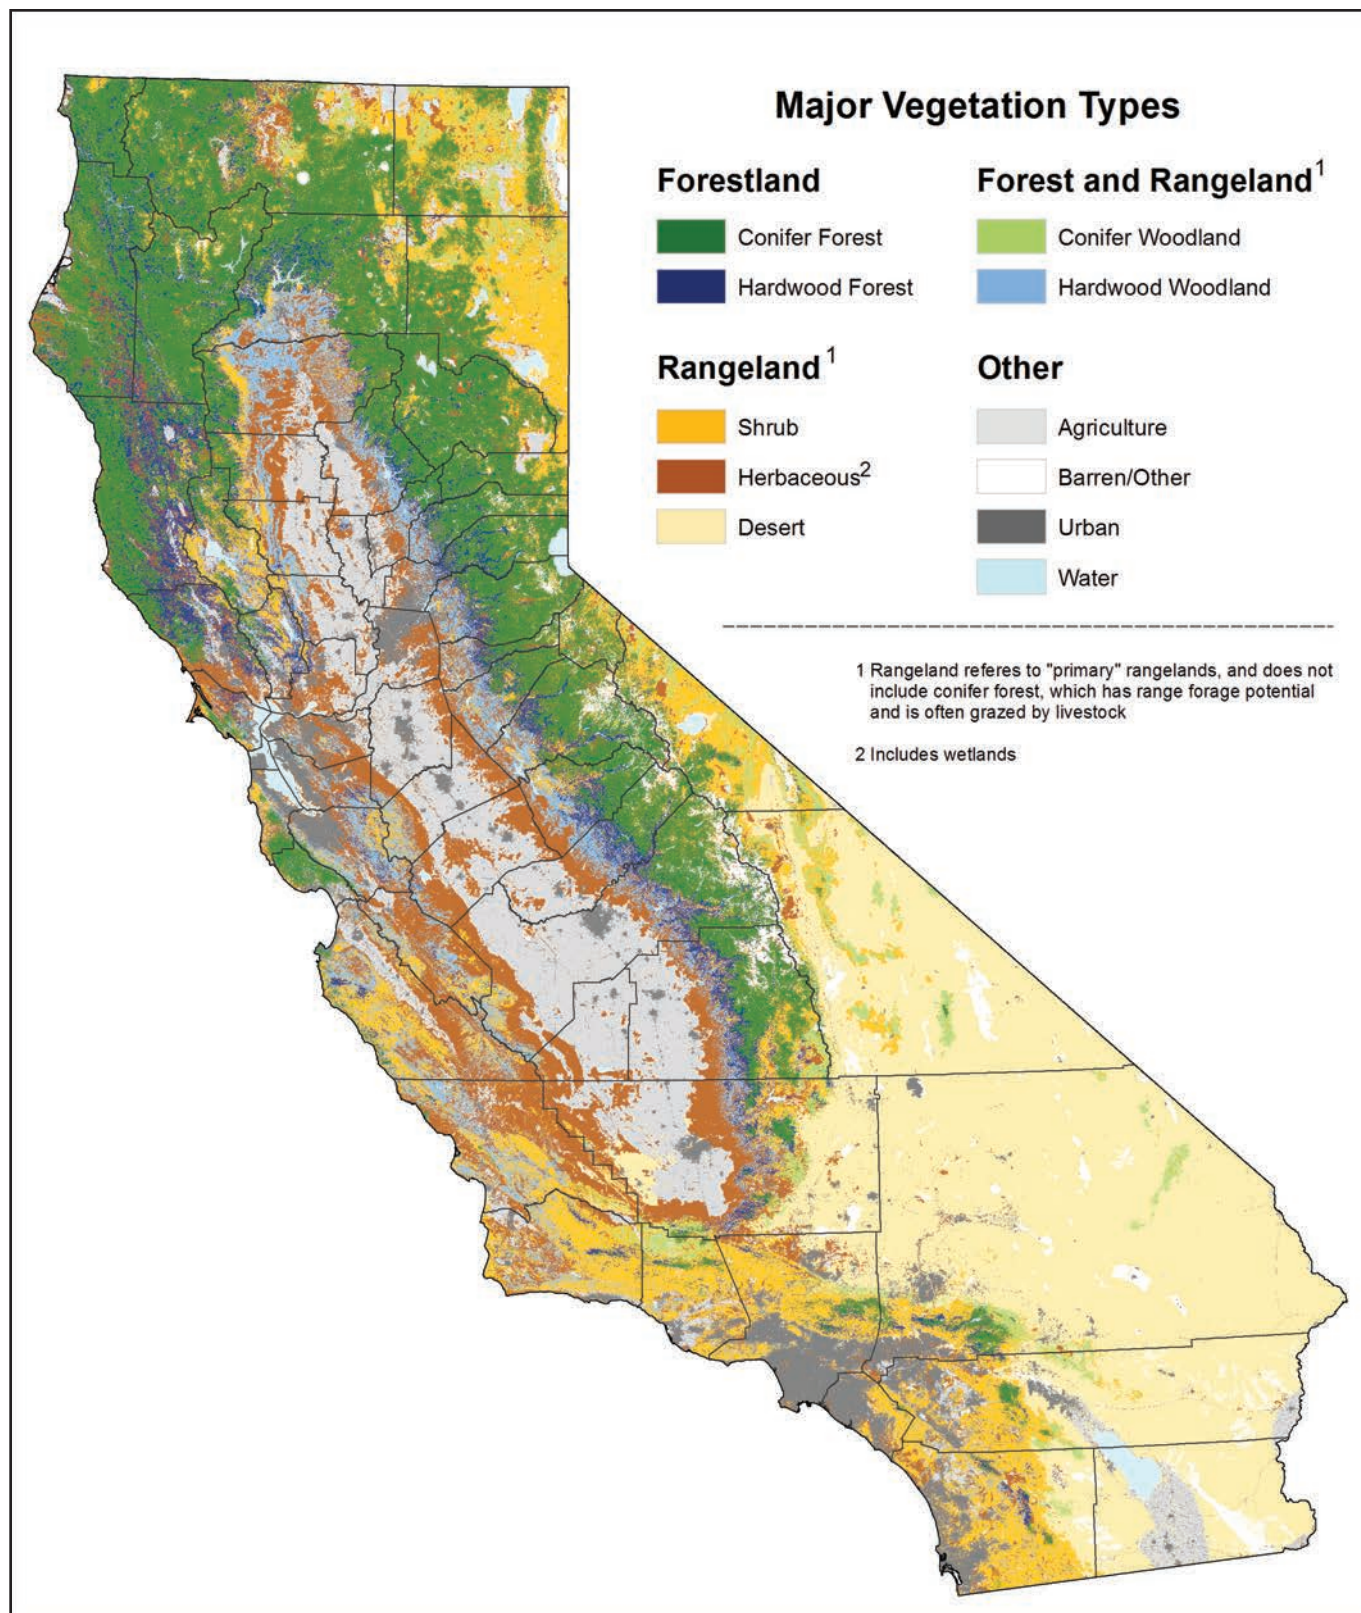 Major Vegetation Types
Forestland
Conifer Forest
Hardwood Forest
Forest and Rangeland1
Conifer Woodland
Hardwood Woodland
Rangeland 1
Shrub
Herbaceous2
Desert
Other
Agriculture
Barren/Other
Urban
Water
1 Rangeland referes to "primary" rangelands, and does not
include conifer forest, which has range forage potential
and is often grazed by livestock
2 Includes wetlands